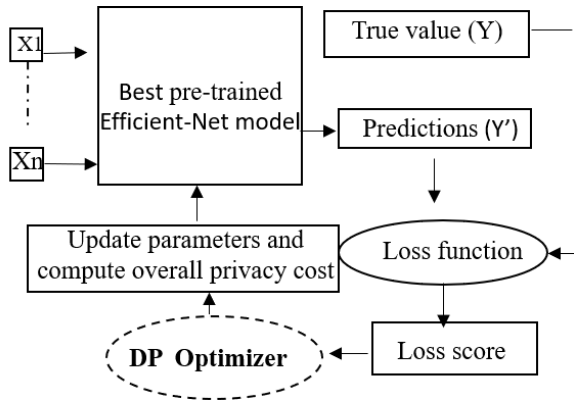 X1
True value (Y)
Best pre-trained
Efficient-Net model
Predictions (Y’)
Xn
Update parameters and
compute overall privacy cost
Loss function
DP Optimizer
Loss score